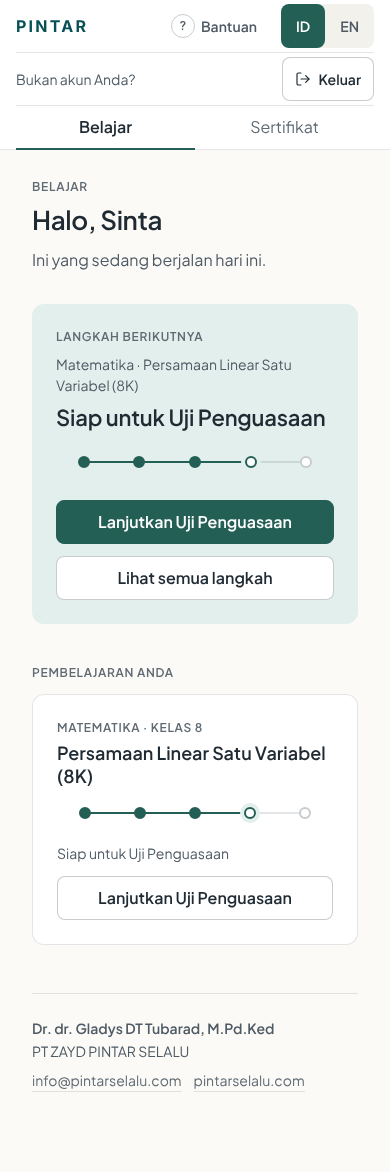 PINTAR
? Bantuan
ID EN
Bukan akun Anda?
Keluar
Belajar
Sertifikat
BELAJAR
Halo, Sinta
Ini yang sedang berjalan hari ini.
LANGKAH BERIKUTNYA
Matematika · Persamaan Linear Satu
Variabel (8K)
Siap untuk Uji Penguasaan
Lanjutkan Uji Penguasaan
Lihat semua langkah
PEMBELAJARAN ANDA
MATEMATIKA · KELAS 8
Persamaan Linear Satu Variabel
(8K)
Siap untuk Uji Penguasaan
Lanjutkan Uji Penguasaan
Dr. dr. Gladys DT Tubarad, M.Pd.Ked
PT ZAYD PINTAR SELALU
info@pintarselalu.com pintarselalu.com